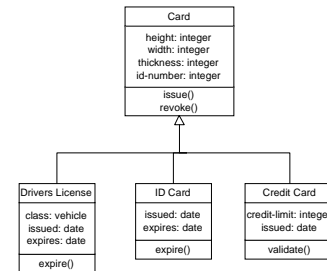 Card
height: integer
width: integer
thickness: integer
id-number: integer
issue()
revoke()
Drivers License
class: vehicle
issued: date
expires: date
expire()
ID Card
issued: date
expires: date
expire()
Credit Card
credit-limit: intege
issued: date
validate()